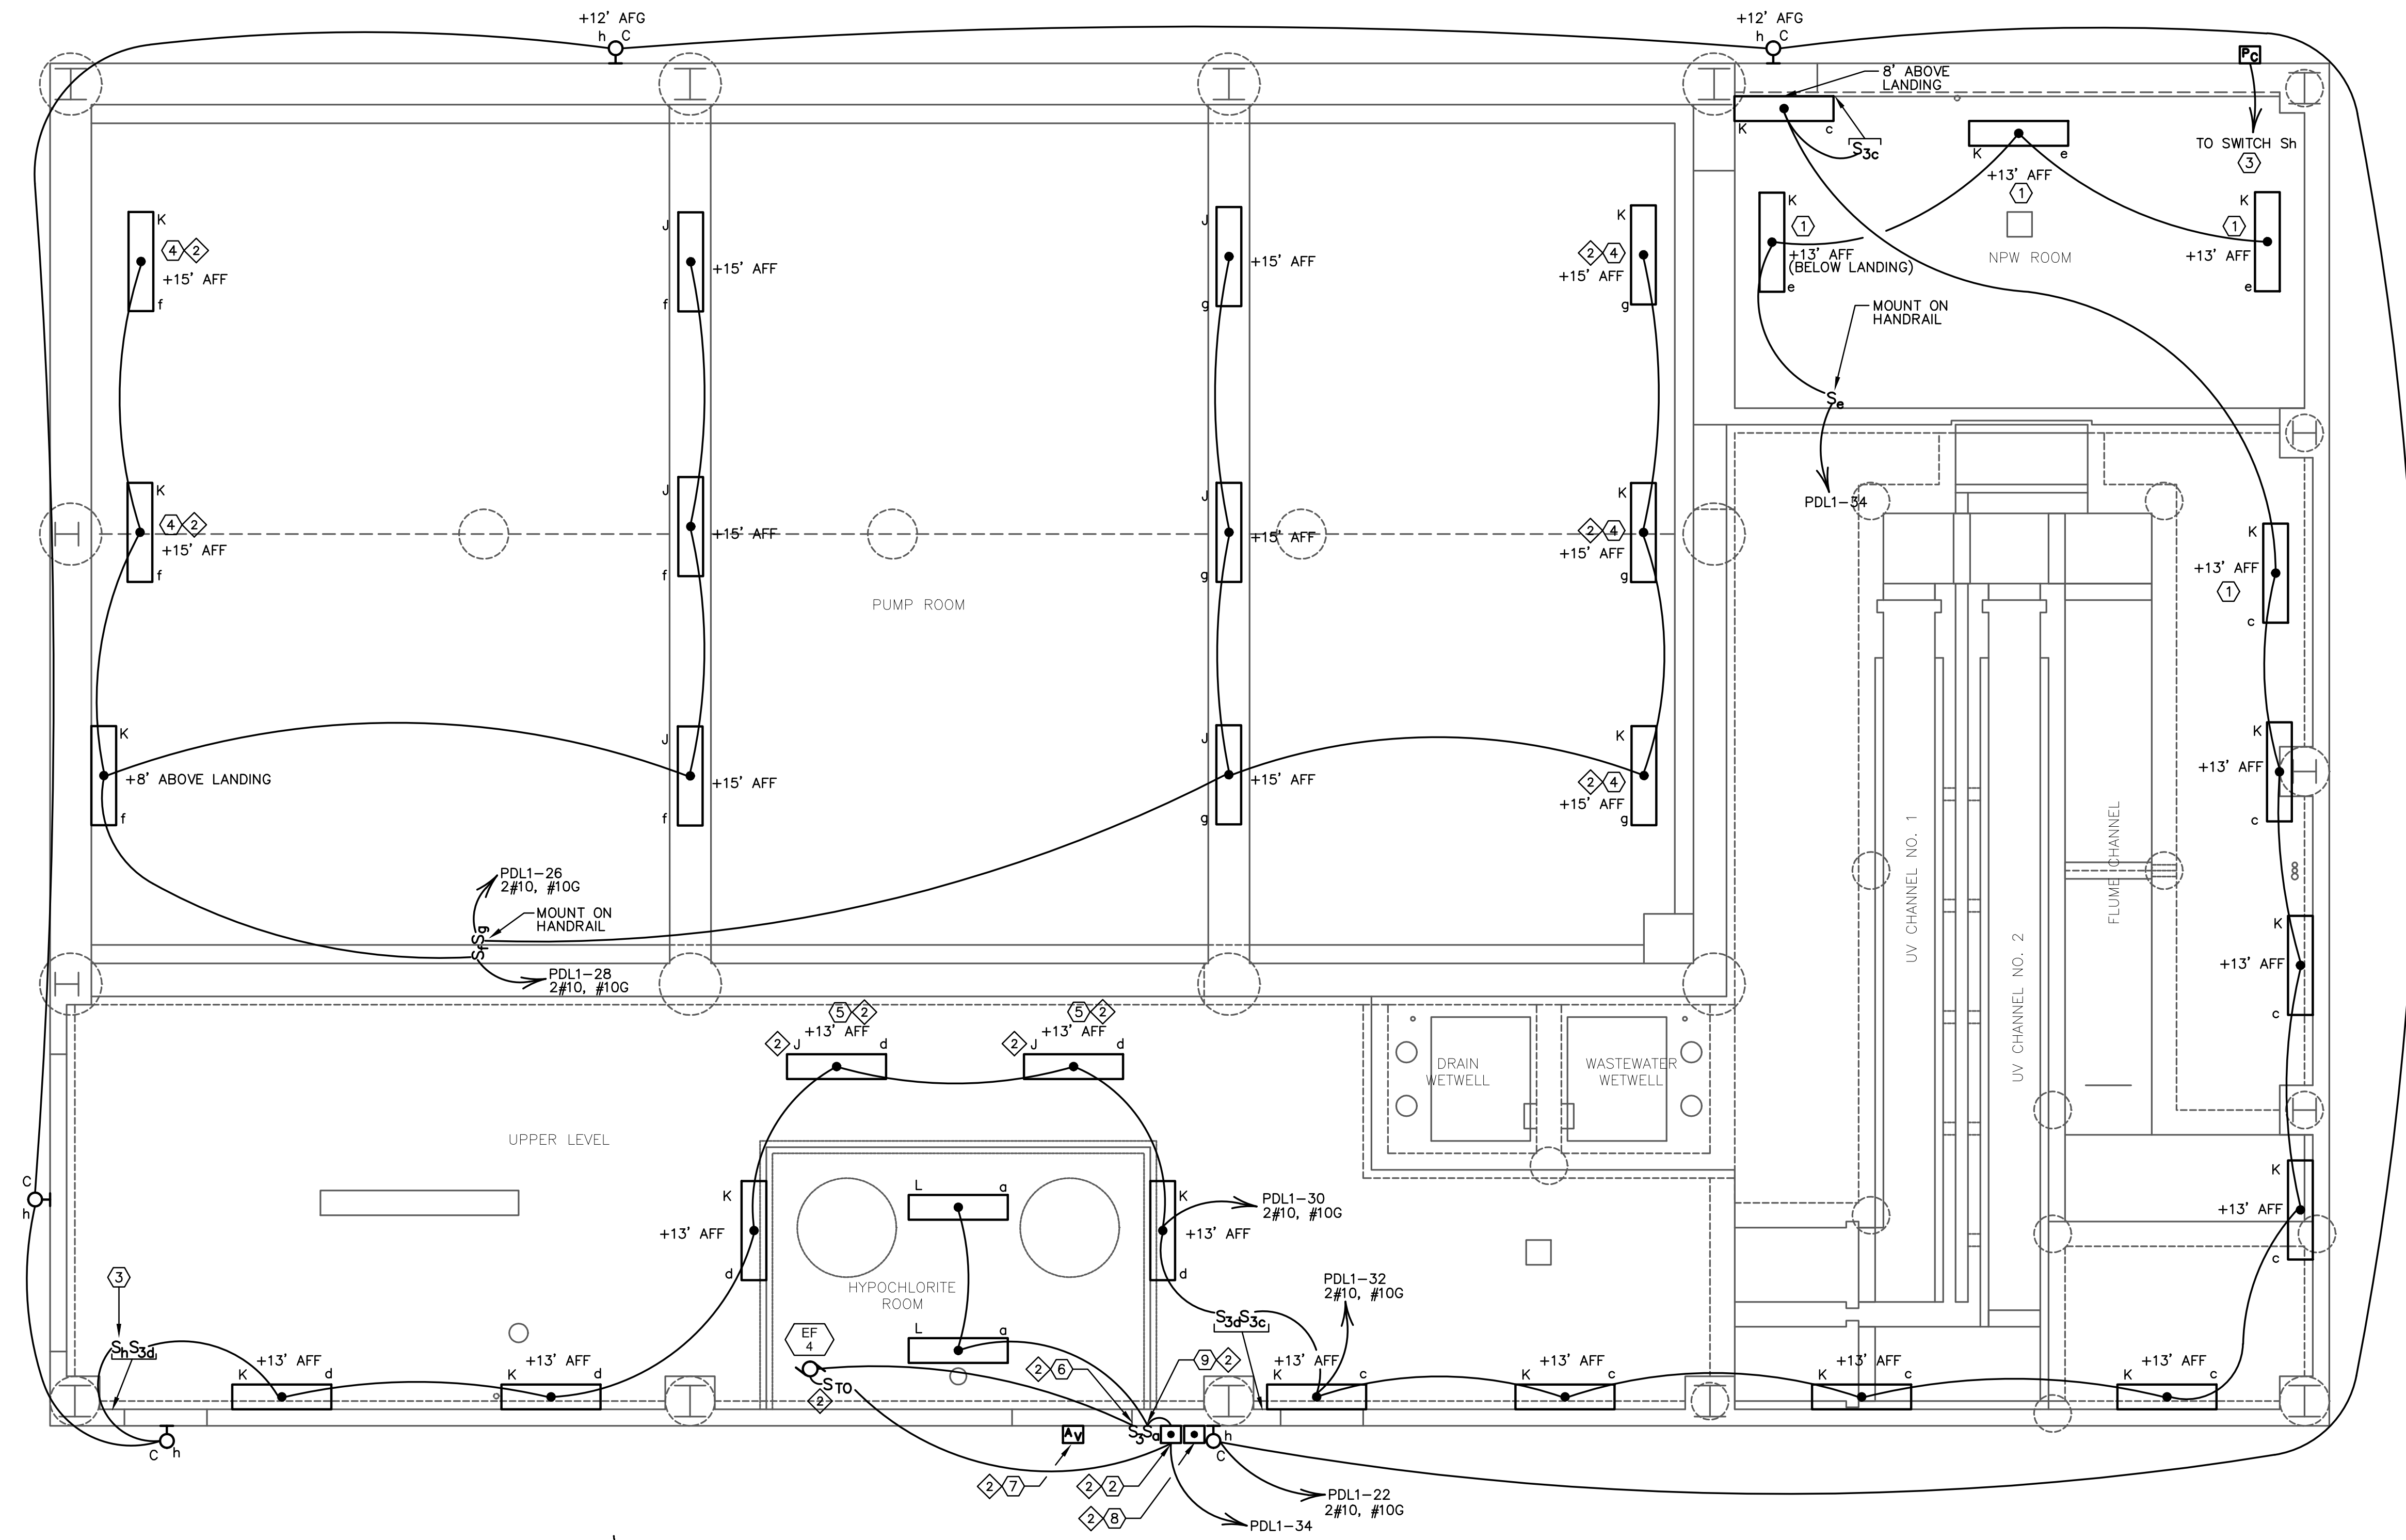 +12' AFG
h C
+12' AFG
h C
PC
8' ABOVE
LANDING
K c
S3c
K e
+13' AFF
1
TO SWITCH Sh
3
K
4 2
+15' AFF
f
J
+15' AFF
f
J
+15' AFF
g
K
2 4
+15' AFF
g
K
1
+13' AFF
(BELOW LANDING)
e
NPW ROOM
K
1
+13' AFF
e
MOUNT ON
HANDRAIL
Se
PDL1-34
K
4 2
+15' AFF
f
J
+15' AFF
f
J
+15' AFF
g
K
2 4
+15' AFF
g
K
+13' AFF
1
c
PUMP ROOM
K
+8' ABOVE LANDING
f
J
+15' AFF
f
J
+15' AFF
g
K
2 4
+15' AFF
g
K
+13' AFF
c
UV CHANNEL NO. 1
UV CHANNEL NO. 2
FLUME CHANNEL
PDL1-26
2#10, #10G
MOUNT ON
HANDRAIL
Sg
Sf
PDL1-28
2#10, #10G
K
+13' AFF
c
5 2
+13' AFF
2 J d
5 2
+13' AFF
2 J d
DRAIN
WETWELL
WASTEWATER
WETWELL
UPPER LEVEL
K
+13' AFF
d
L a
HYPOCHLORITE
ROOM
L a
K
+13' AFF
d
PDL1-30
2#10, #10G
K
+13' AFF
c
C
h
3
ShS3d
+13' AFF
K d
+13' AFF
K d
EF
4
STO
2
2 6
9 2
S3dS3c
PDL1-32
2#10, #10G
+13' AFF
K c
+13' AFF
K c
+13' AFF
K c
+13' AFF
K c
C h
AV
S3Sa
h
C
2 7
2 2
2 8
PDL1-22
2#10, #10G
PDL1-34